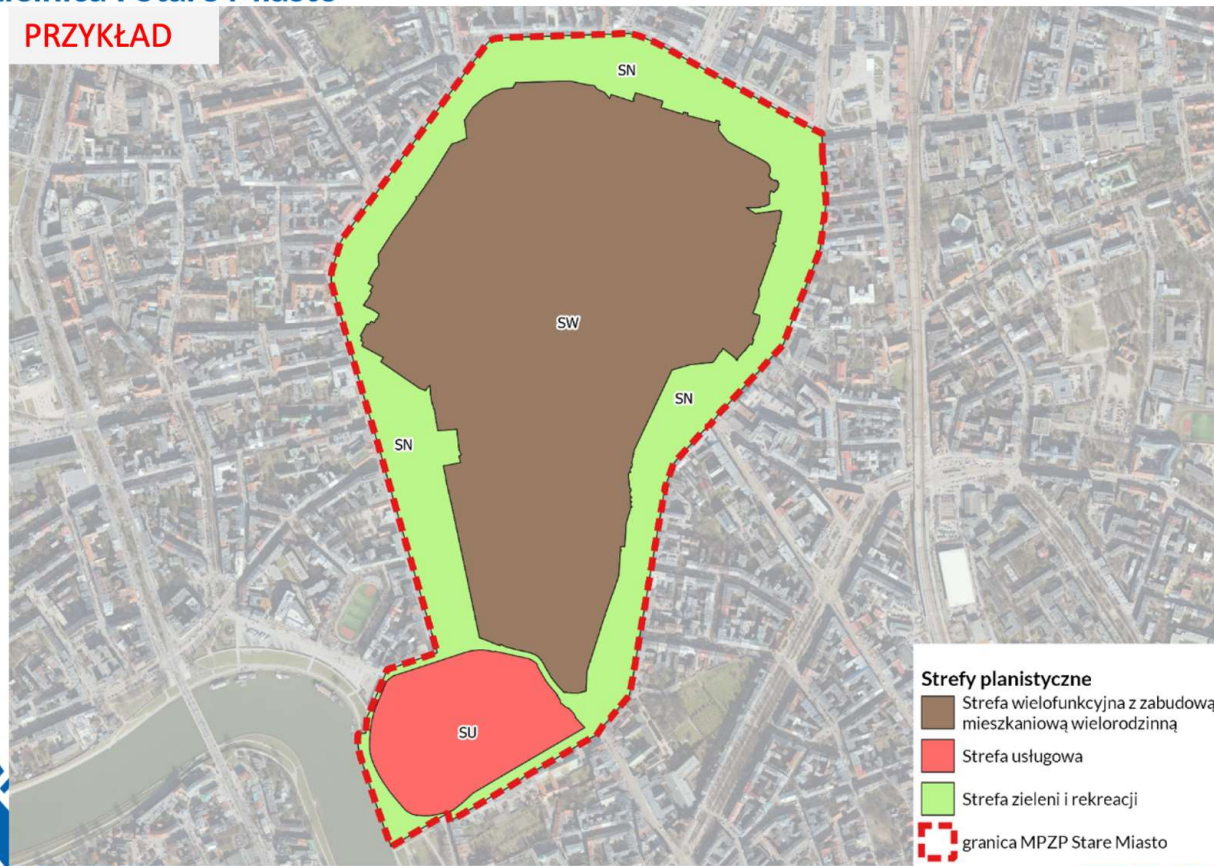 PRZYKŁAD
SN
SW
SN
SN
SU
Strefy planistyczne
Strefa wielofunkcyjna z zabudową
mieszkaniową wielorodzinną
Strefa usługowa
Strefa zieleni i rekreacji
granica MPZP Stare Miasto